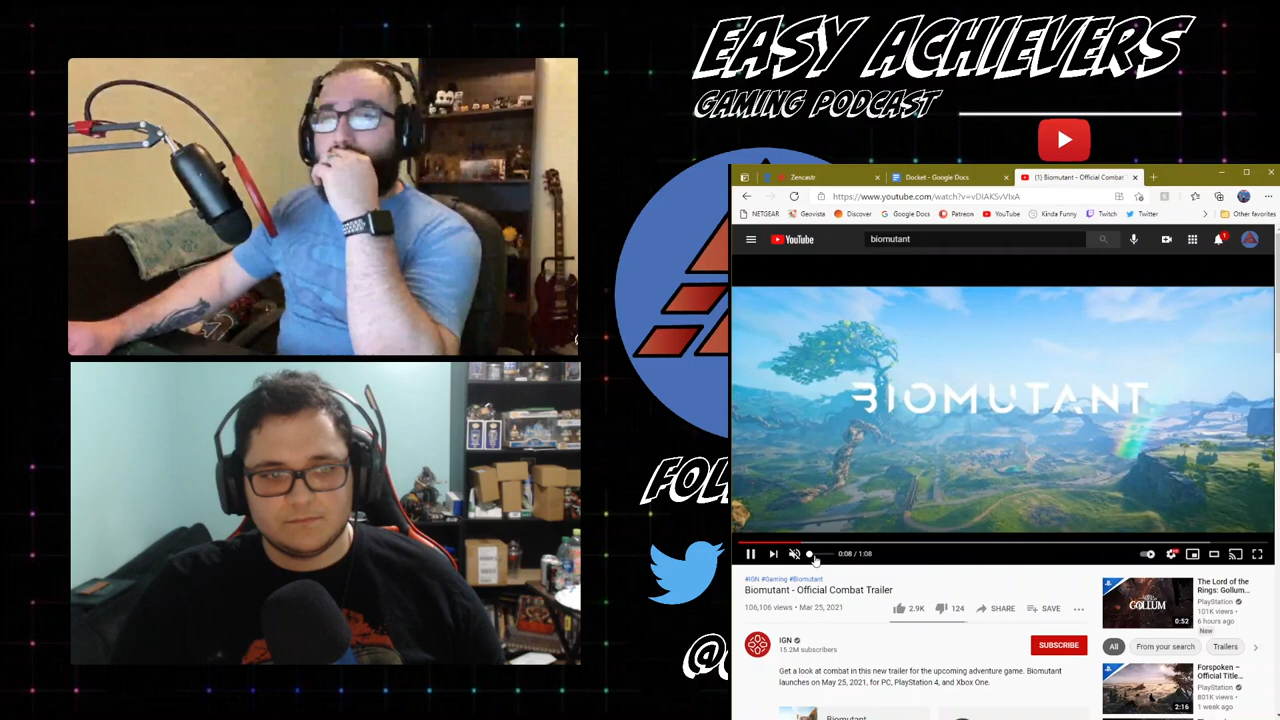 EASY ACHIEVERS
GAMING PODCAST
Zencastr
Docket - Google Docs
(1) Biomutant - Official Combat
https://www.youtube.com/watch?v=vDIAKSvVlxA
NETGEAR
Geovista
Discover
Google Docs
Patreon
YouTube
Kinda Funny
Twitch
Twitter
Other favorites
YouTube
biomutant
1
BIOMUTANT
0:08 / 1:08
#IGN #Gaming #Biomutant
Biomutant - Official Combat Trailer
106,106 views • Mar 25, 2021
2.9K
124
SHARE
SAVE
IGN
15.2M subscribers
SUBSCRIBE
Get a look at combat in this new trailer for the upcoming adventure game. Biomutant
launches on May 25, 2021, for PC, PlayStation 4, and Xbox One.
Biomutant
GOLLUM
0:52
The Lord of the
Rings: Gollum...
PlayStation
101K views •
6 hours ago
New
All
From your search
Trailers
2:16
Forspoken –
Official Title...
PlayStation
801K views •
1 week ago
FOL
@